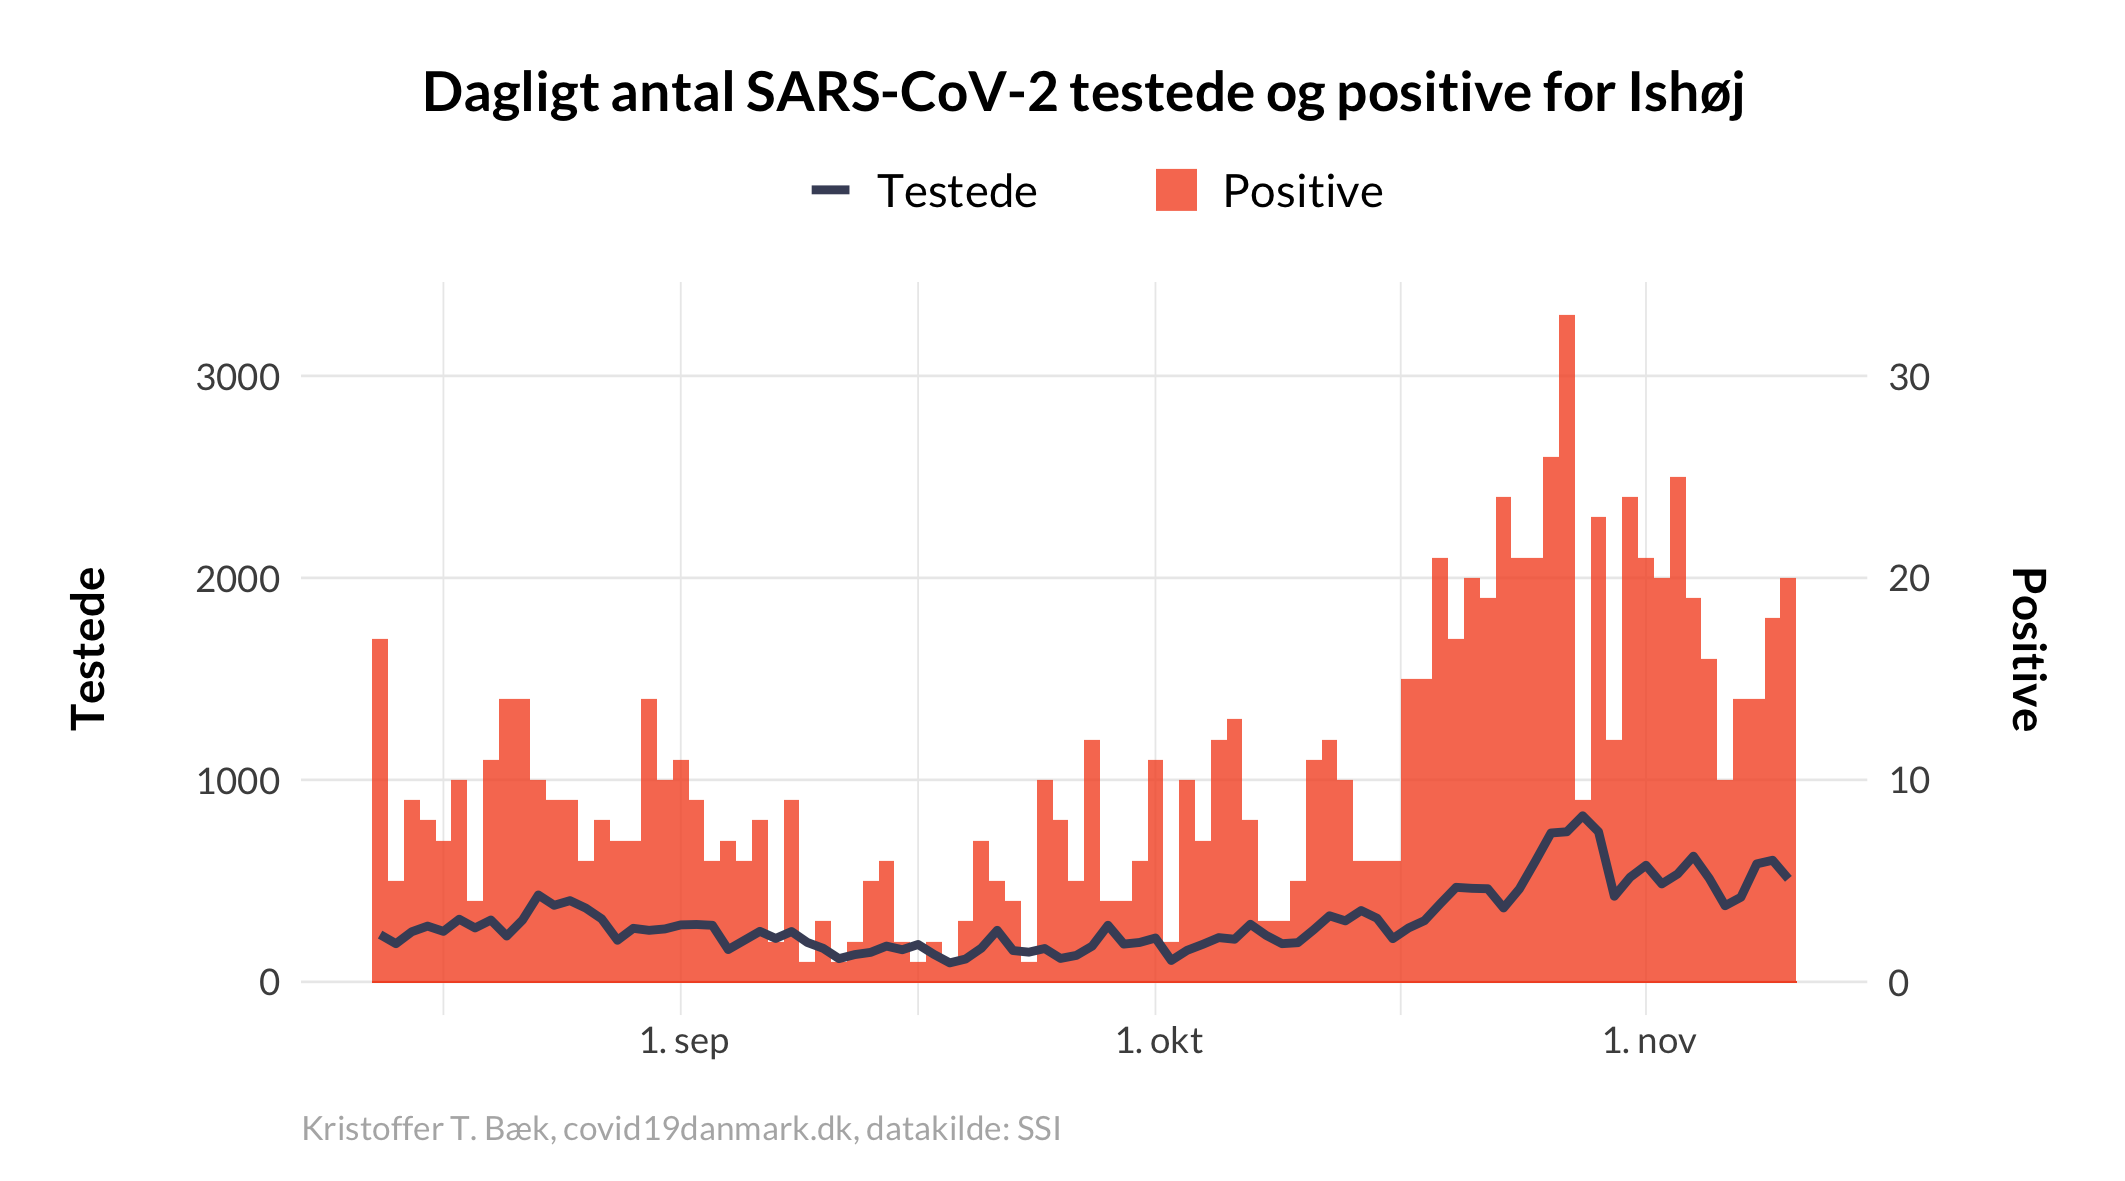 Dagligt antal SARS-CoV-2 testede og positive for Ishøj
Testede
Positive
3000
2000
1000
0
30
20
10
0
Testede
Positive
1. sep
1. okt
1. nov
Kristoffer T. Bæk, covid19danmark.dk, datakilde: SSI